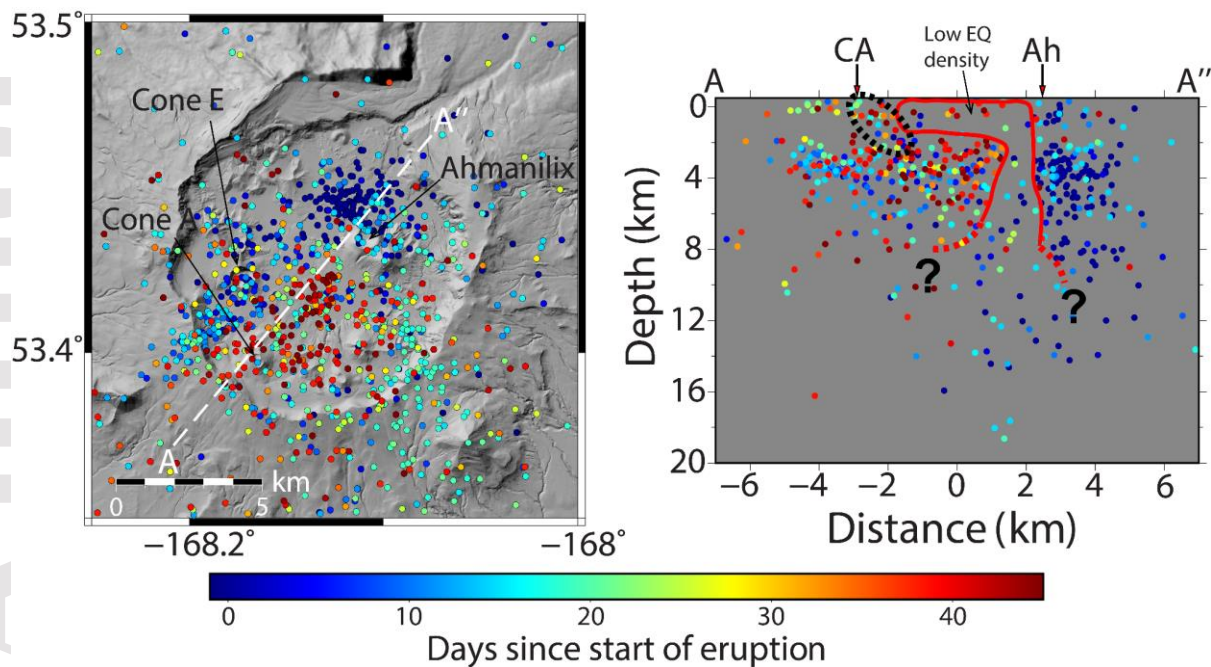 53.5°
53.4°
−168.2°
−168°
Cone E
Cone A
A"
Ahmanilix
A
km
0
5
A
CA
Low EQ
density
Ah
A"
Depth (km)
0
4
8
12
16
20
?
?
−6
−4
−2
0
2
4
6
Distance (km)
0
10
20
30
40
Days since start of eruption